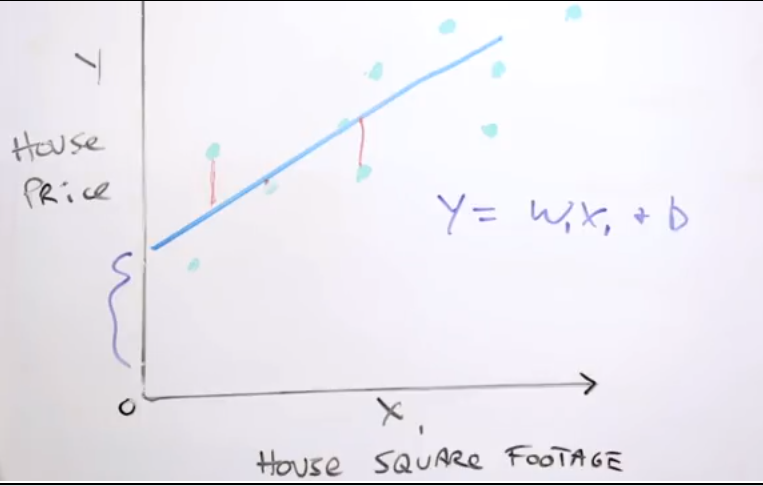 Y
House
Price
Y = W₁X₁ + b
0
X₁
House SQUARe FOOTAGE